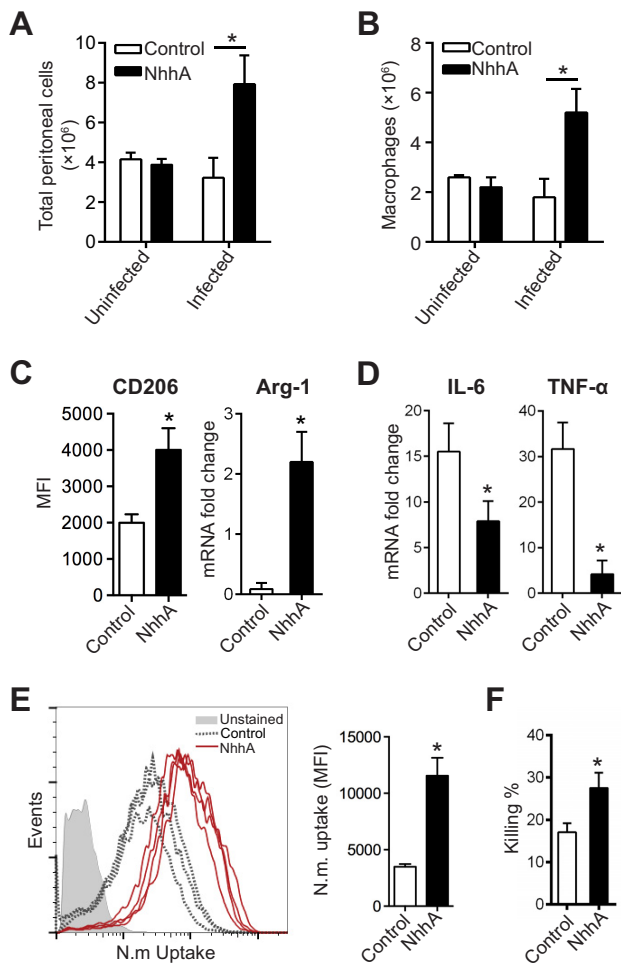 A
Total peritoneal cells
(×10⁶)
10
8
6
4
2
0
Control
NhhA
*
Uninfected
Infected
B
Macrophages (×10⁶)
8
6
4
2
0
Control
NhhA
*
Uninfected
Infected
C
CD206
MFI
5000
4000
3000
2000
1000
0
*
Control
NhhA
Arg-1
mRNA fold change
3
2
1
0
*
Control
NhhA
D
IL-6
mRNA fold change
20
15
10
5
0
*
Control
NhhA
TNF-α
40
30
20
10
0
*
Control
NhhA
E
Events
Unstained
Control
NhhA
N.m Uptake
N.m. uptake (MFI)
15000
10000
5000
0
*
Control
NhhA
F
Killing %
40
30
20
10
0
*
Control
NhhA